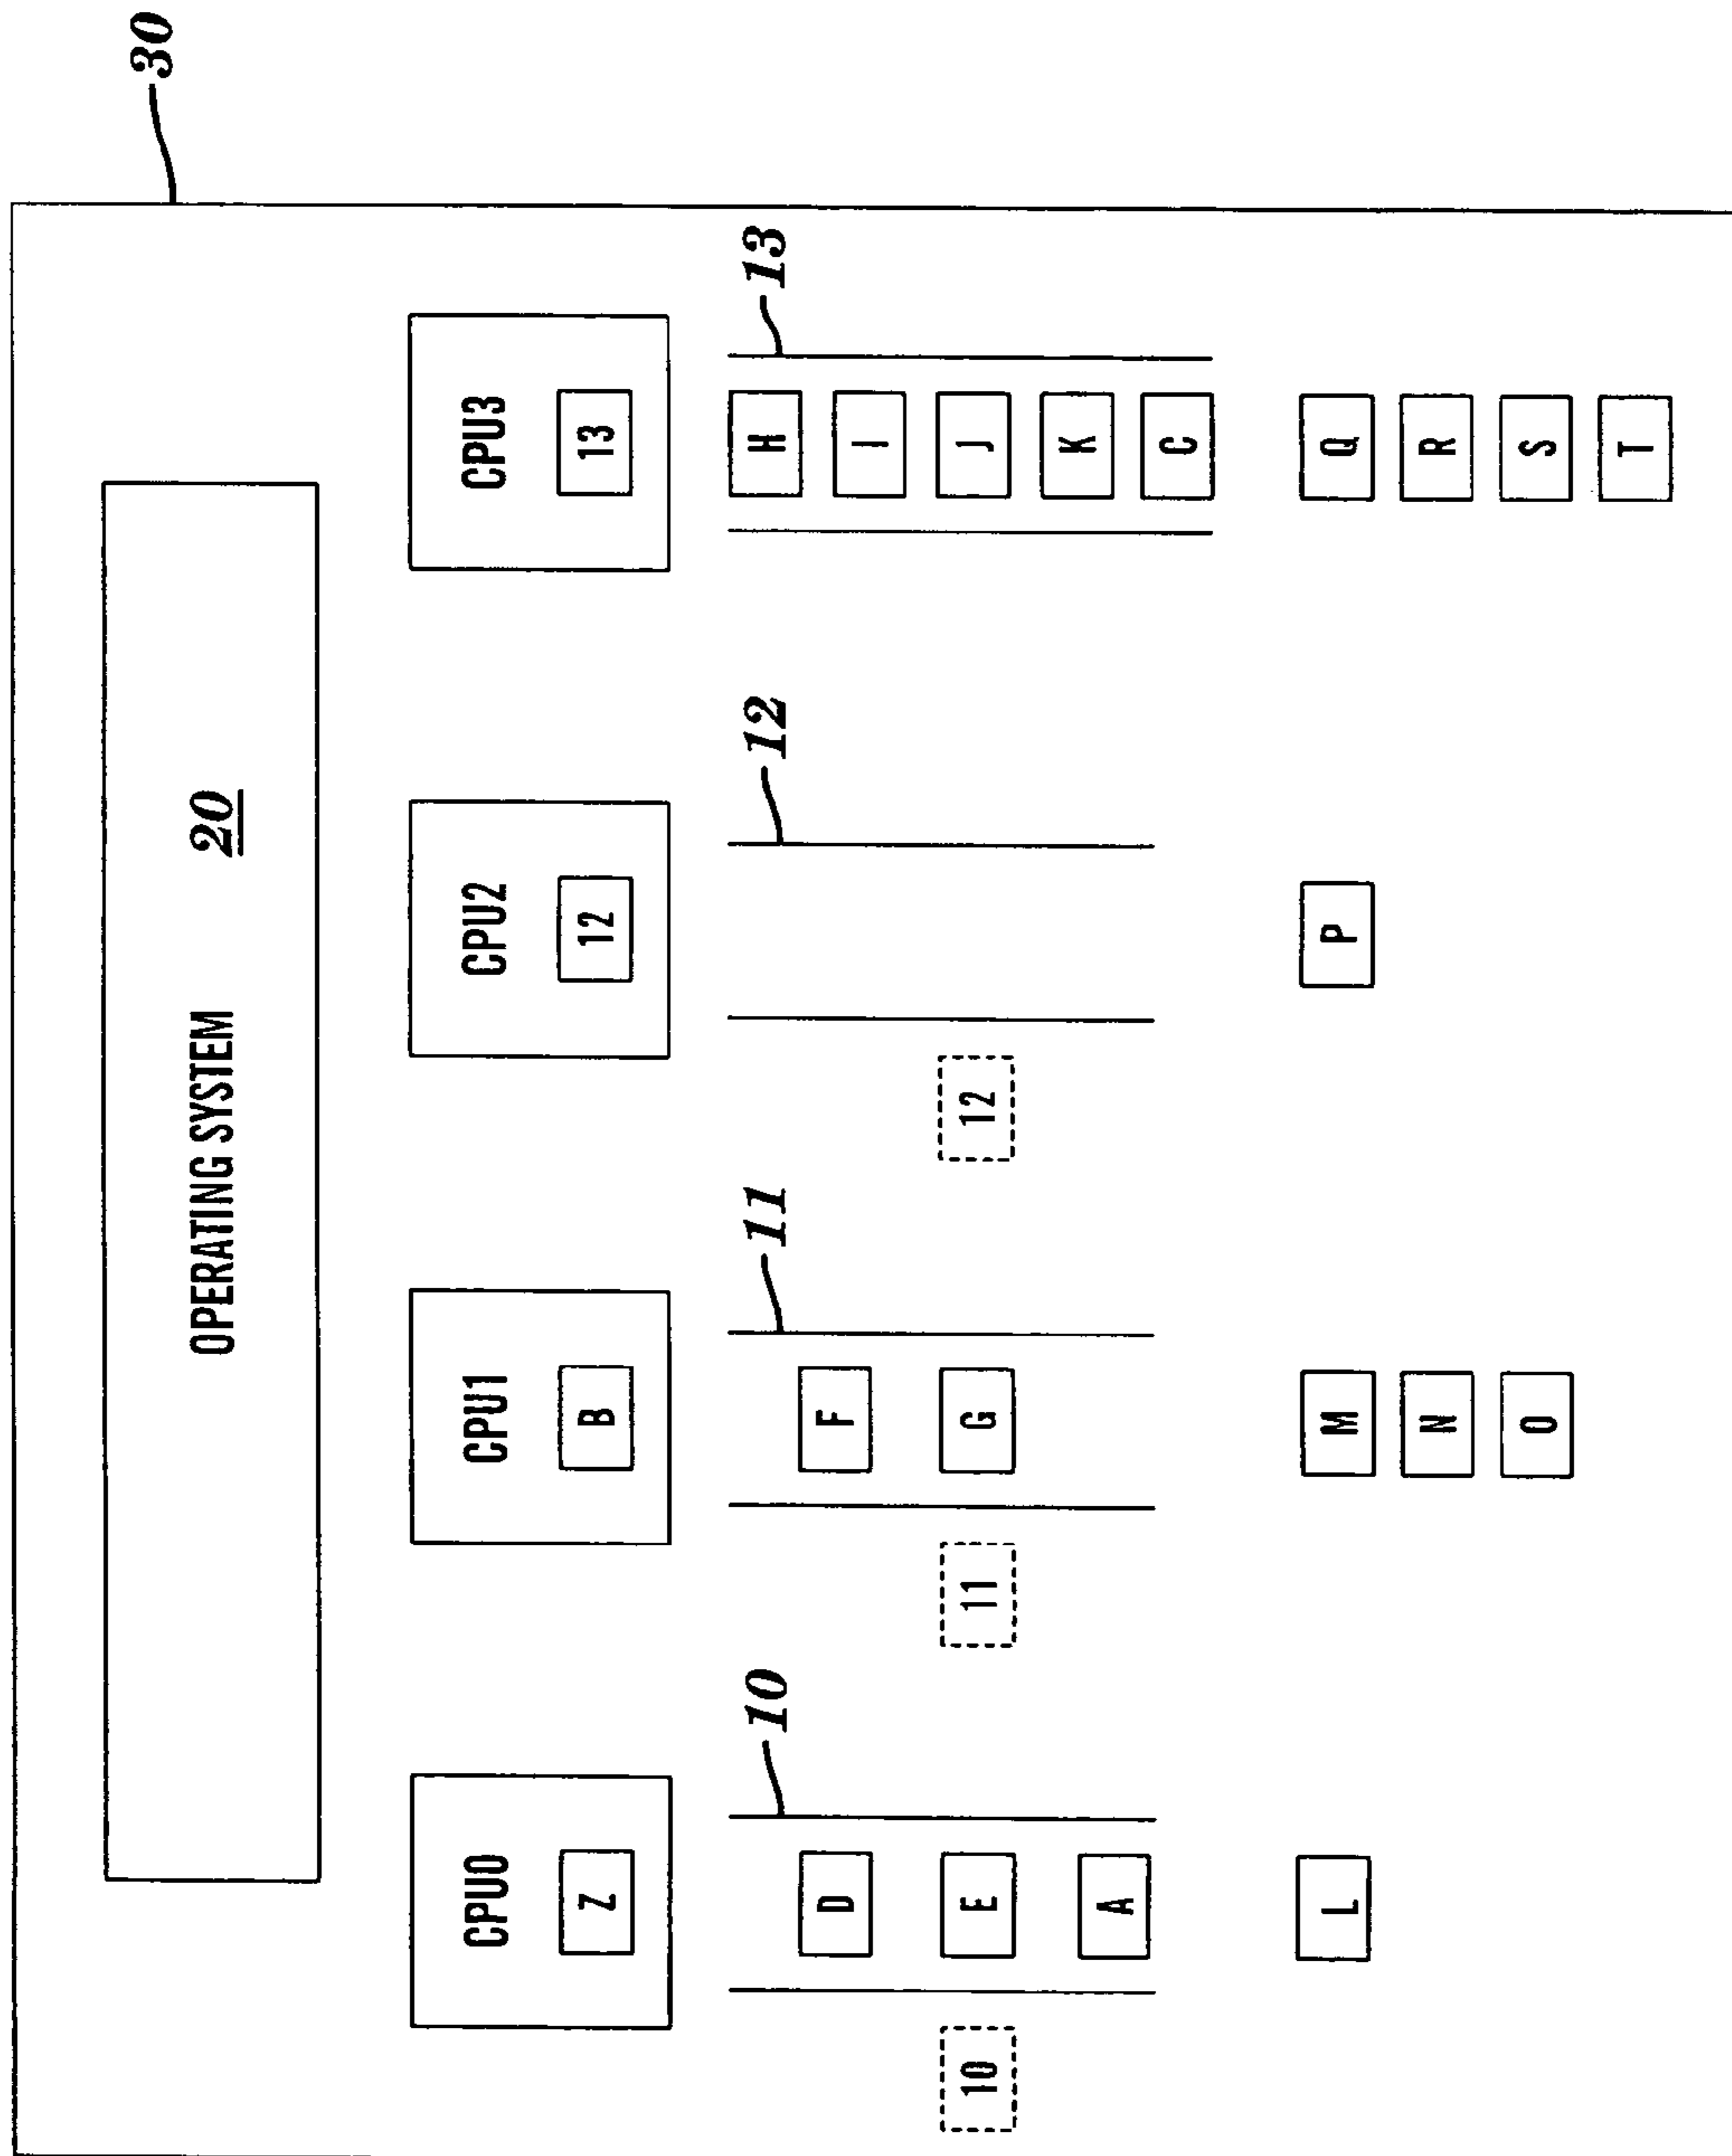 30
OPERATING SYSTEM 20
CPU0 CPU1 CPU2 CPU3
Z B 12 13
10 11 12 13
H
D F I
10 E 11 G 12 J
K
A C
L M P Q
N R
O S
T